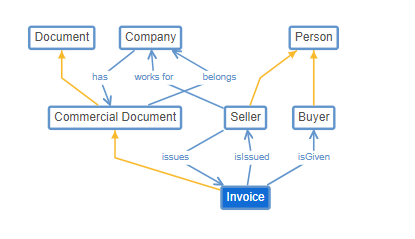 Document
Company
Person
has
works for
belongs
Commercial Document
Seller
Buyer
issues
isIssued
isGiven
Invoice